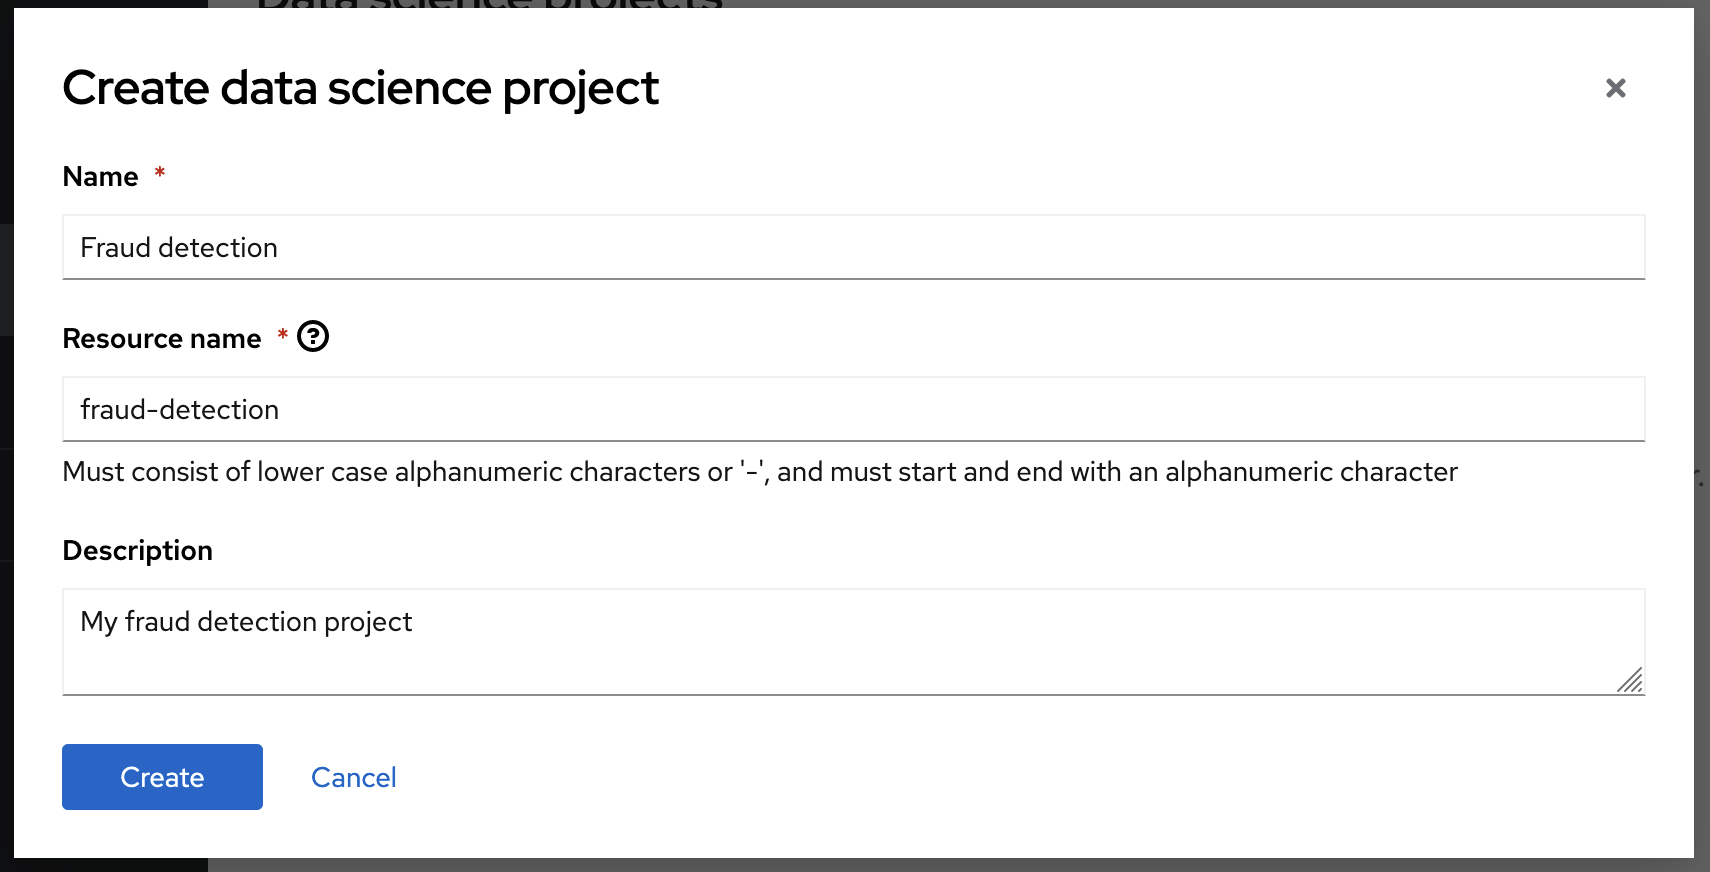 Data science projects
Create data science project
Name *
Fraud detection
Resource name *
fraud-detection
Must consist of lower case alphanumeric characters or '-', and must start and end with an alphanumeric character
Description
My fraud detection project
Create Cancel